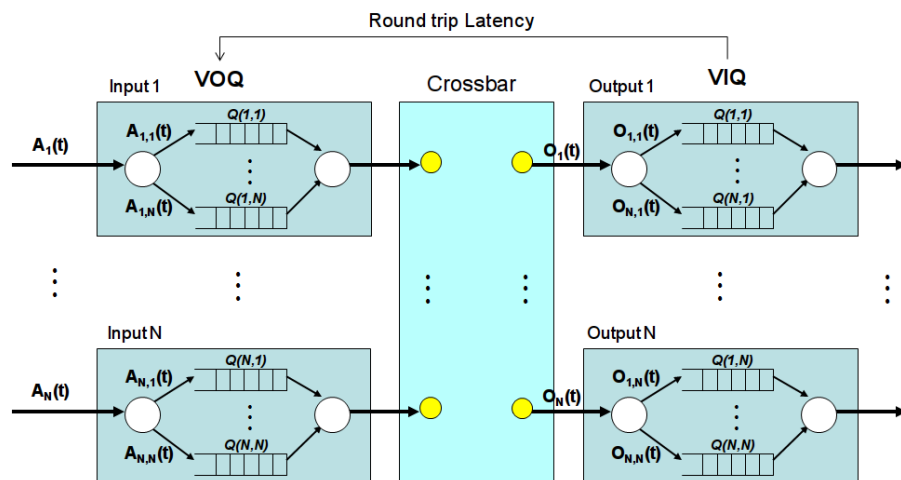 Round trip Latency
Input 1
VOQ
Crossbar
Output 1
VIQ
A1(t)
A1,1(t)
Q(1,1)
A1,N(t)
Q(1,N)
O1(t)
O1,1(t)
Q(1,1)
ON,1(t)
Q(N,1)
Input N
Output N
AN(t)
AN,1(t)
Q(N,1)
AN,N(t)
Q(N,N)
ON(t)
O1,N(t)
Q(1,N)
ON,N(t)
Q(N,N)